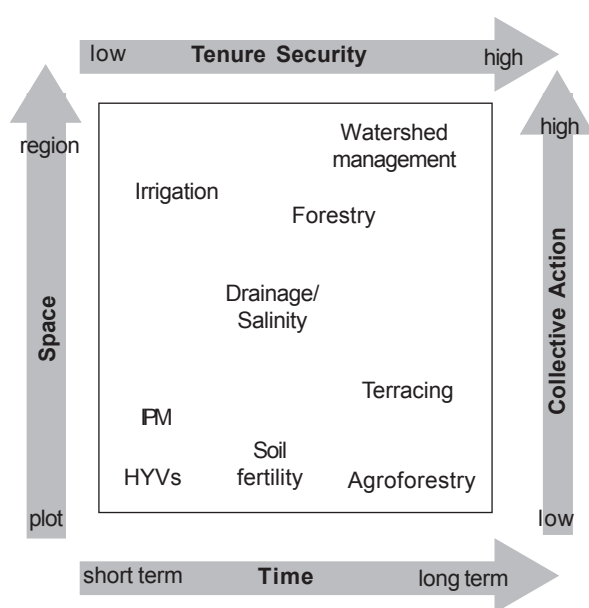 low Tenure Security high
region
high
Watershed
management
Irrigation
Forestry
Space
Collective Action
Drainage/
Salinity
Terracing
IPM
Soil
fertility
HYVs
Agroforestry
plot
low
short term Time long term